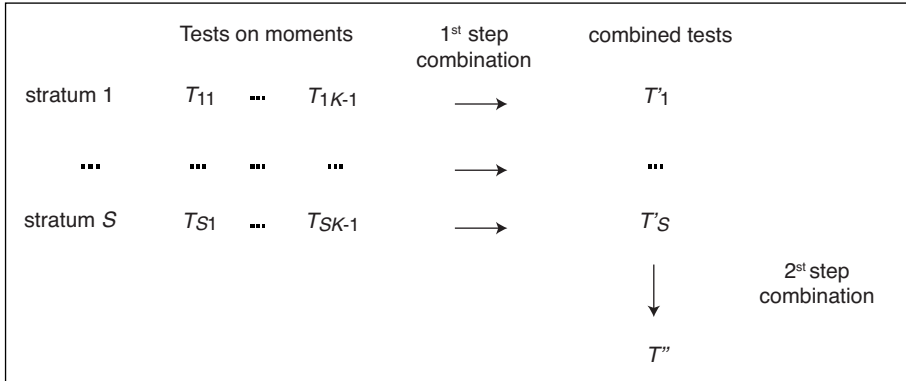 Tests on moments 1st step combination combined tests
stratum 1 T11 ... T1K-1 T'1
... ... ... ... ...
stratum S TS1 ... TSK-1 T'S
2st step combination
T''